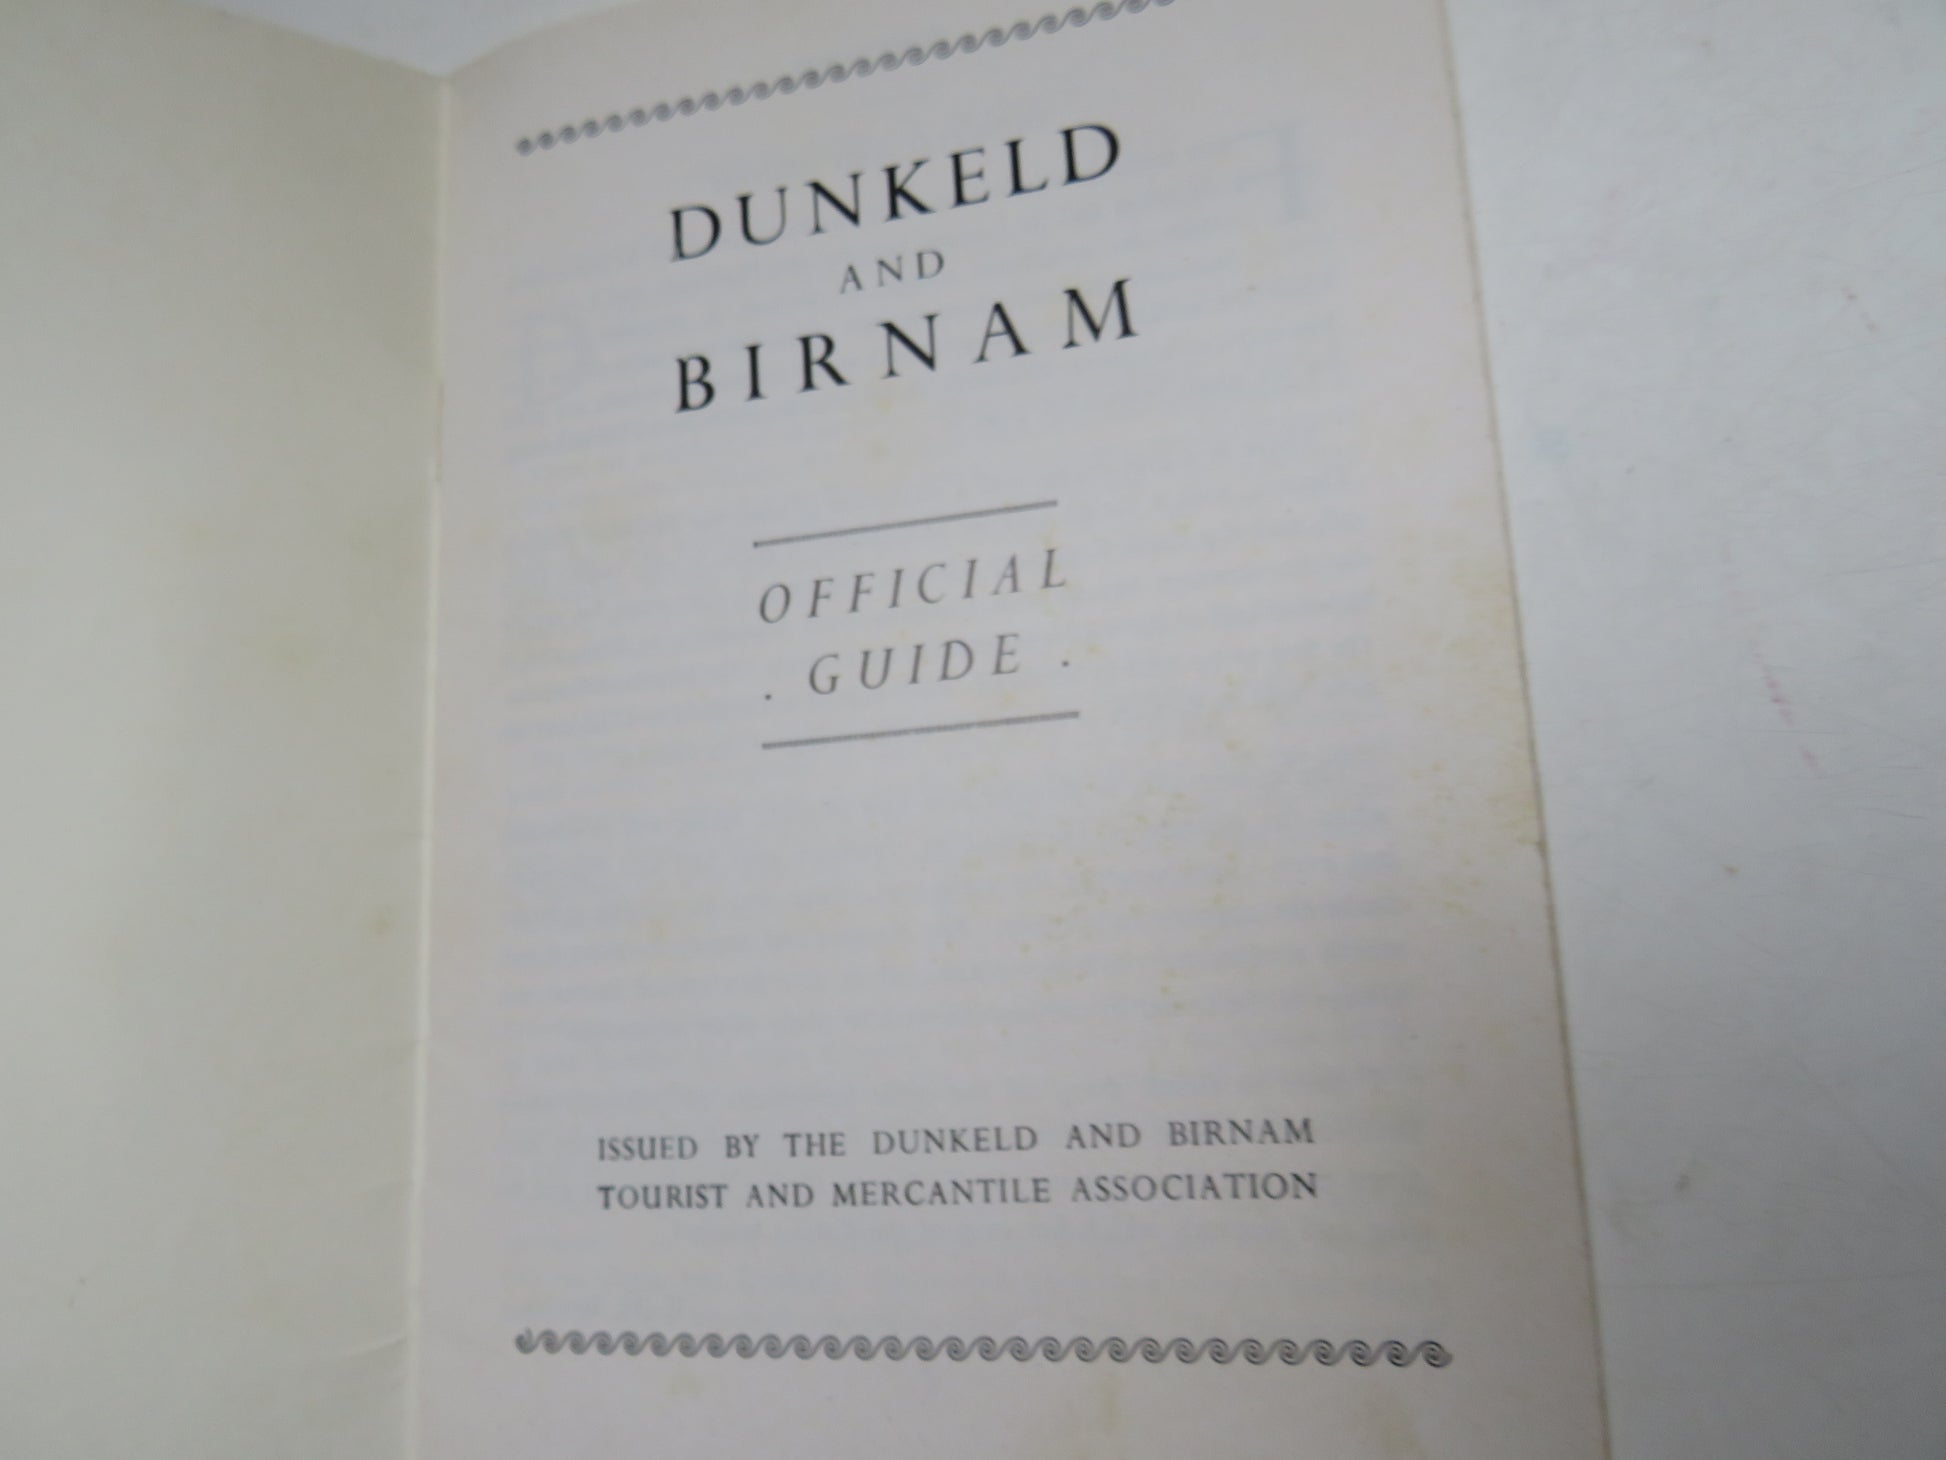 DUNKELD
AND
BIRNAM
OFFICIAL
. GUIDE .
ISSUED BY THE DUNKELD AND BIRNAM
TOURIST AND MERCANTILE ASSOCIATION